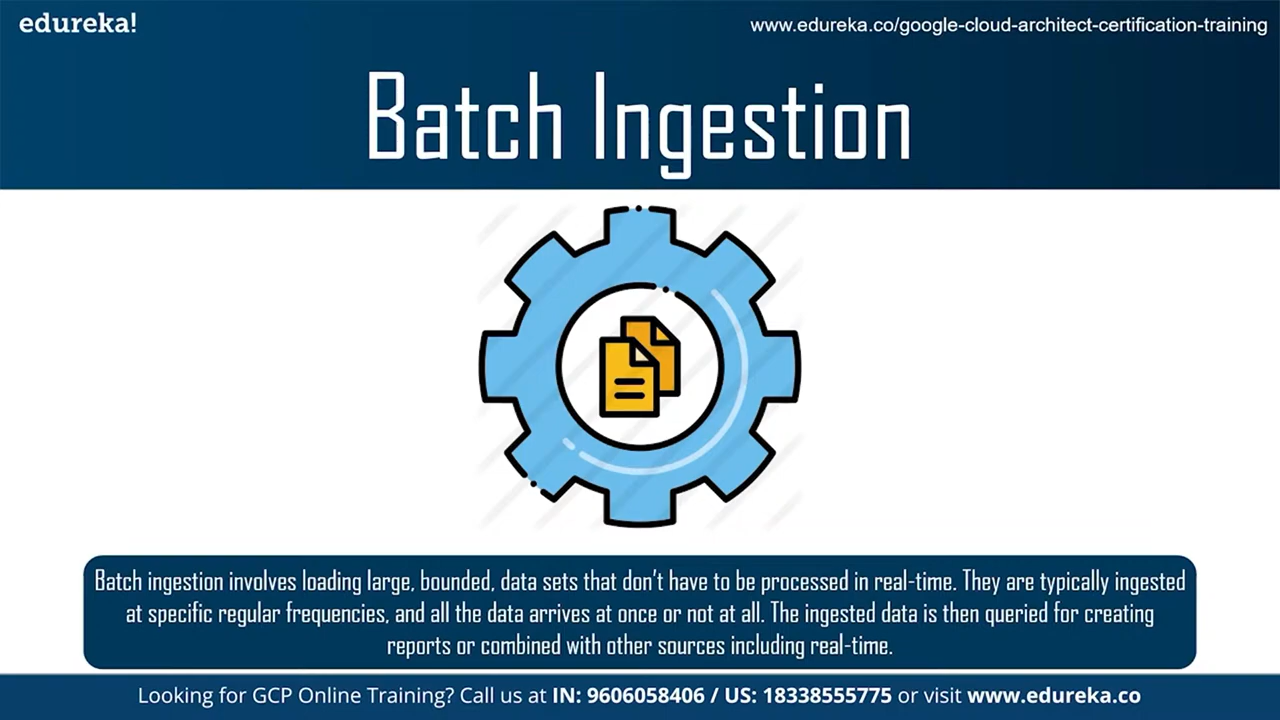 edureka!
www.edureka.co/google-cloud-architect-certification-training
Batch Ingestion
Batch ingestion involves loading large, bounded, data sets that don't have to be processed in real-time. They are typically ingested
at specific regular frequencies, and all the data arrives at once or not at all. The ingested data is then queried for creating
reports or combined with other sources including real-time.
Looking for GCP Online Training? Call us at IN: 9606058406 / US: 18338555775 or visit www.edureka.co